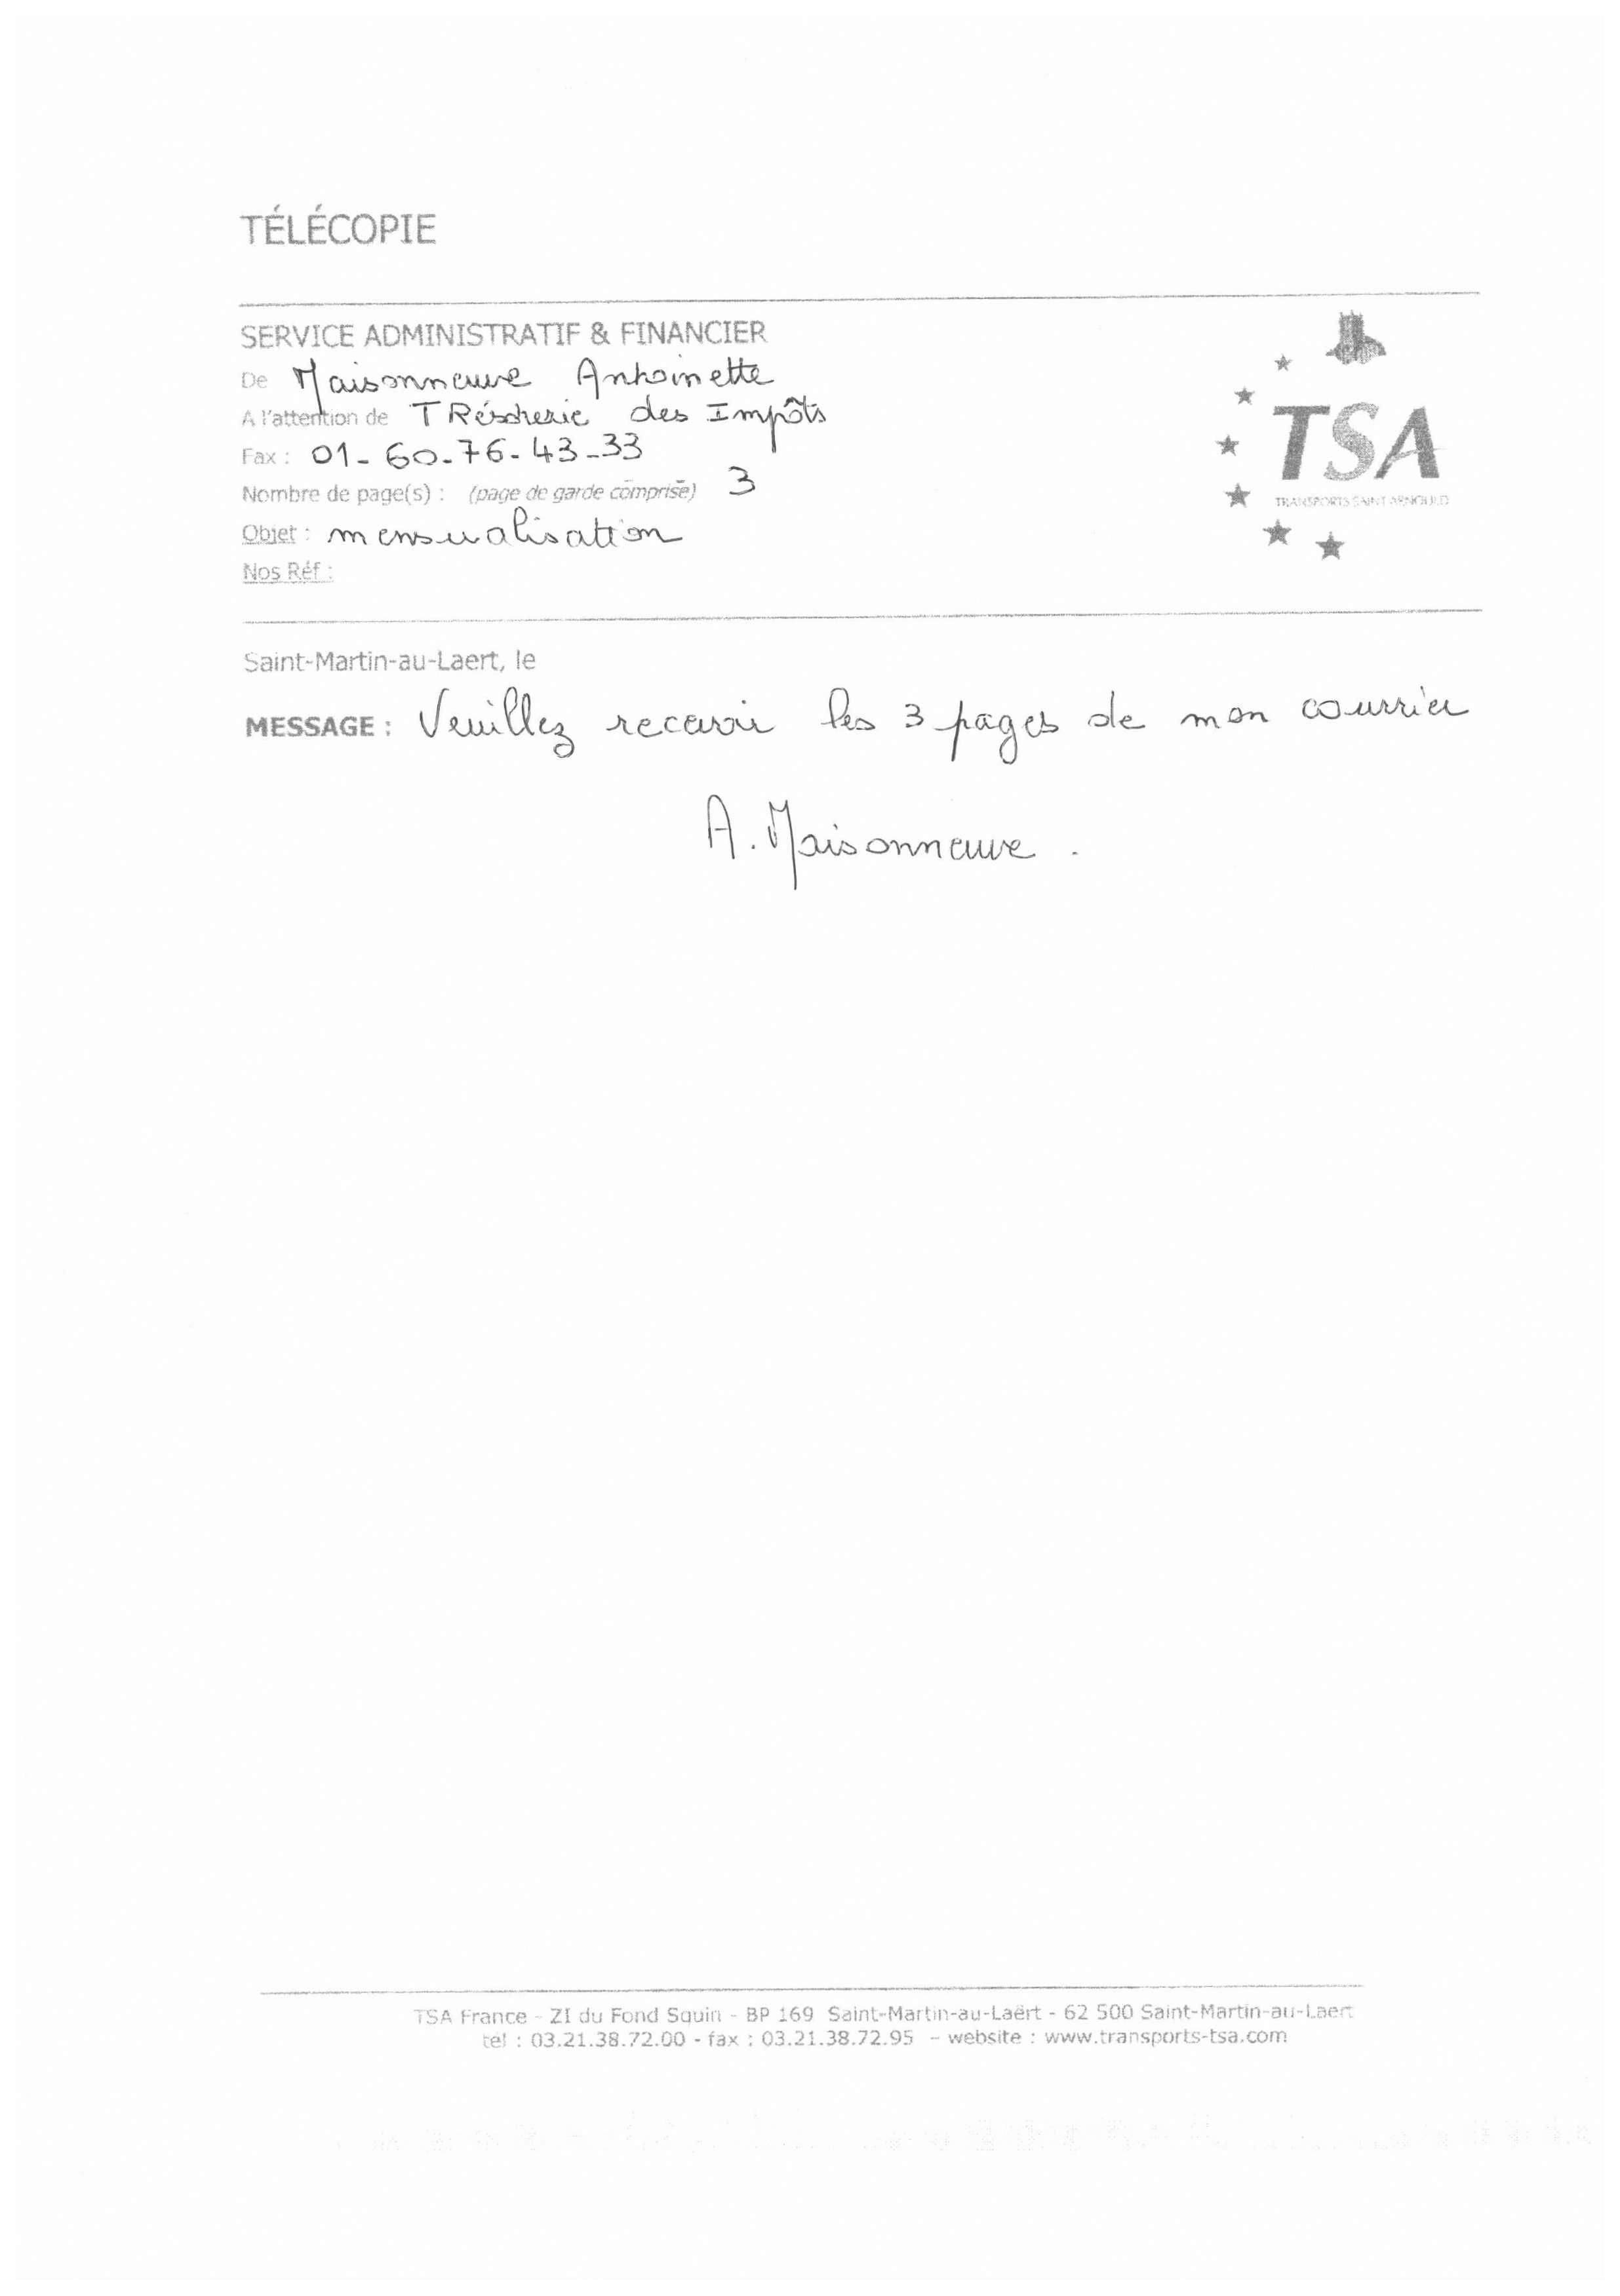 TÉLÉCOPIE
SERVICE ADMINISTRATIF & FINANCIER
De Maisonneuve Antoinette
A l'attention de TRésorerie des Impôts
Fax : 01-60-76-43-33
Nombre de page(s) : (page de garde comprise) 3
Objet : mensualisation
Nos Réf :
TSA
TRANSPORTS SAINT ARNOULD
Saint-Martin-au-Laert, le
MESSAGE : Veuillez recevoir les 3 pages de mon courrier
A. Maisonneuve.
TSA France - ZI du Fond Squin - BP 169 Saint-Martin-au-Laërt - 62 500 Saint-Martin-au-Laert
tel : 03.21.38.72.00 - fax : 03.21.38.72.95 - website : www.transports-tsa.com